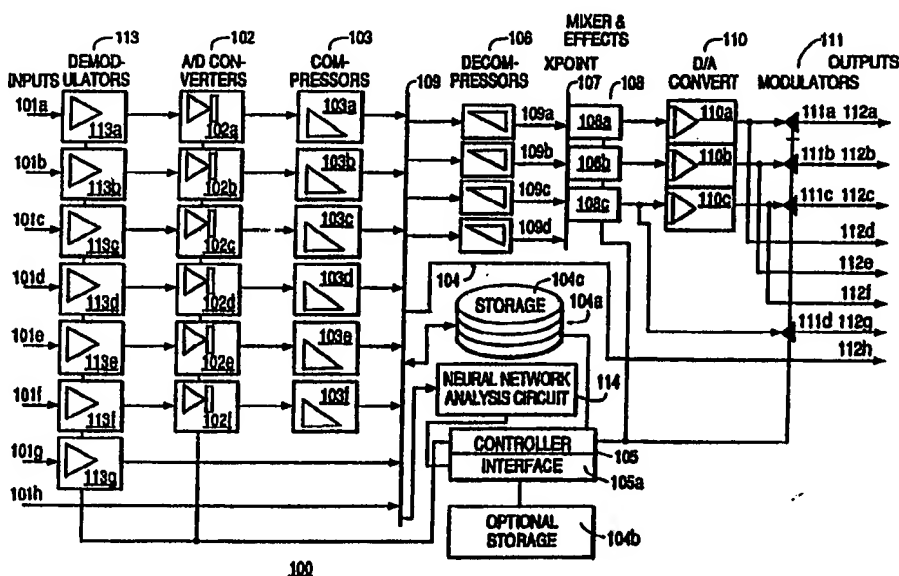 113
DEMOD-
ULATORS
102
A/D CON-
VERTERS
103
COM-
PRESSORS
106
DECOM-
PRESSORS
MIXER &
EFFECTS
XPOINT
107
108
110
D/A
CONVERT
111
MODULATORS
OUTPUTS
INPUTS
109
101a
113a
102a
103a
109a
108a
110a
111a 112a
101b
113b
102b
103b
109b
108b
110b
111b 112b
101c
113c
102c
103c
109c
108c
110c
111c 112c
109d
112d
101d
113d
102d
103d
104
104c
STORAGE
104a
112e
112f
101e
113e
102e
103e
111d 112g
112h
NEURAL NETWORK
ANALYSIS CIRCUIT
114
101f
113f
102f
103f
101g
113g
CONTROLLER
105
INTERFACE
105a
101h
OPTIONAL
STORAGE
104b
100